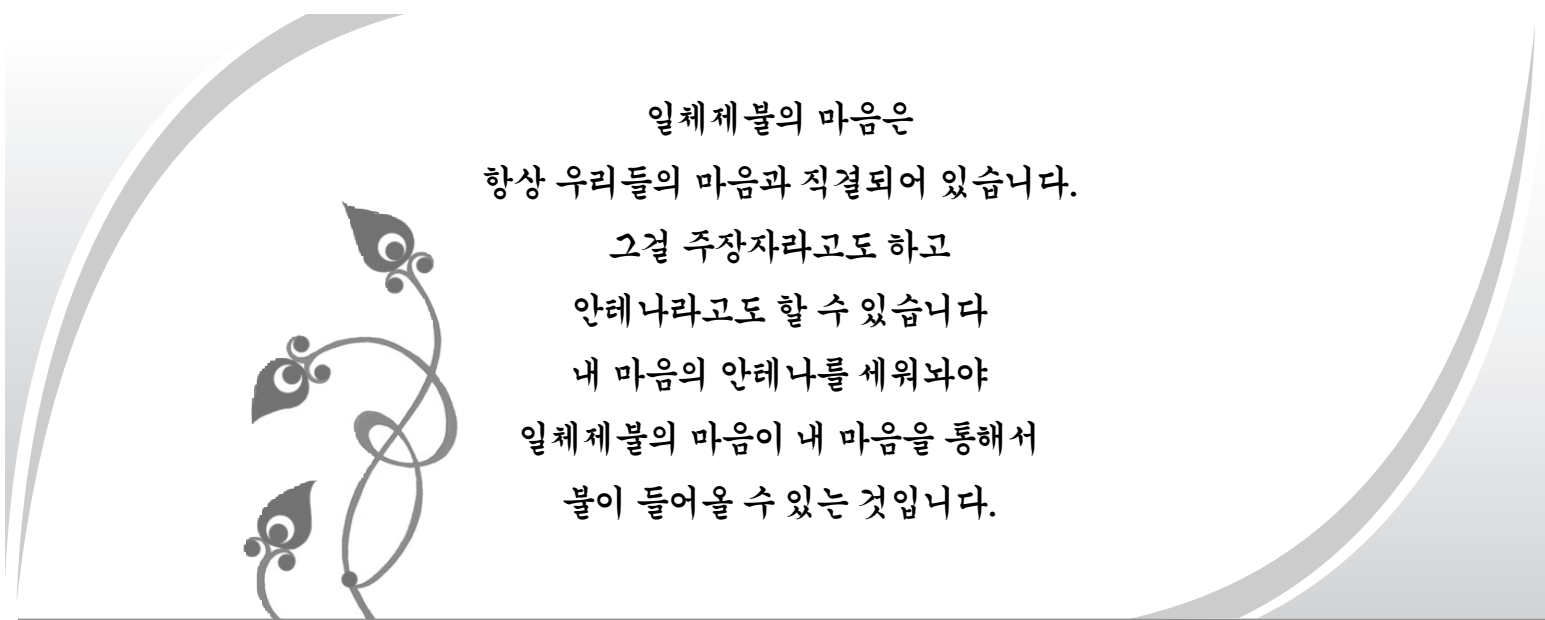 일체제불의 마음은
항상 우리들의 마음과 직결되어 있습니다.
그걸 주장자라고도 하고
안테나라고도 할 수 있습니다
내 마음의 안테나를 세워놔야
일체제불의 마음이 내 마음을 통해서
불이 들어올 수 있는 것입니다.